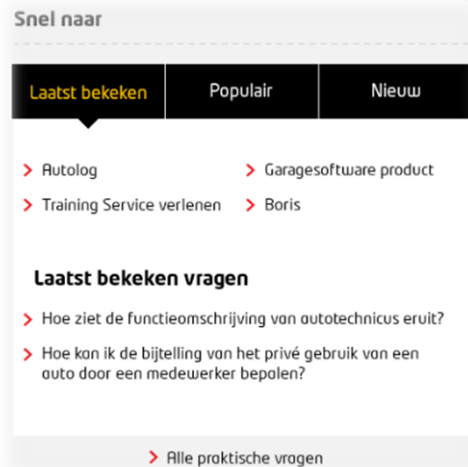 Snel naar
Laatst bekeken Populair Nieuw
Autolog Garagesoftware product
Training Service verlenen Boris
Laatst bekeken vragen
Hoe ziet de functieomschrijving van autotechnicus eruit?
Hoe kan ik de bijtelling van het privé gebruik van een
auto door een medewerker bepalen?
Alle praktische vragen